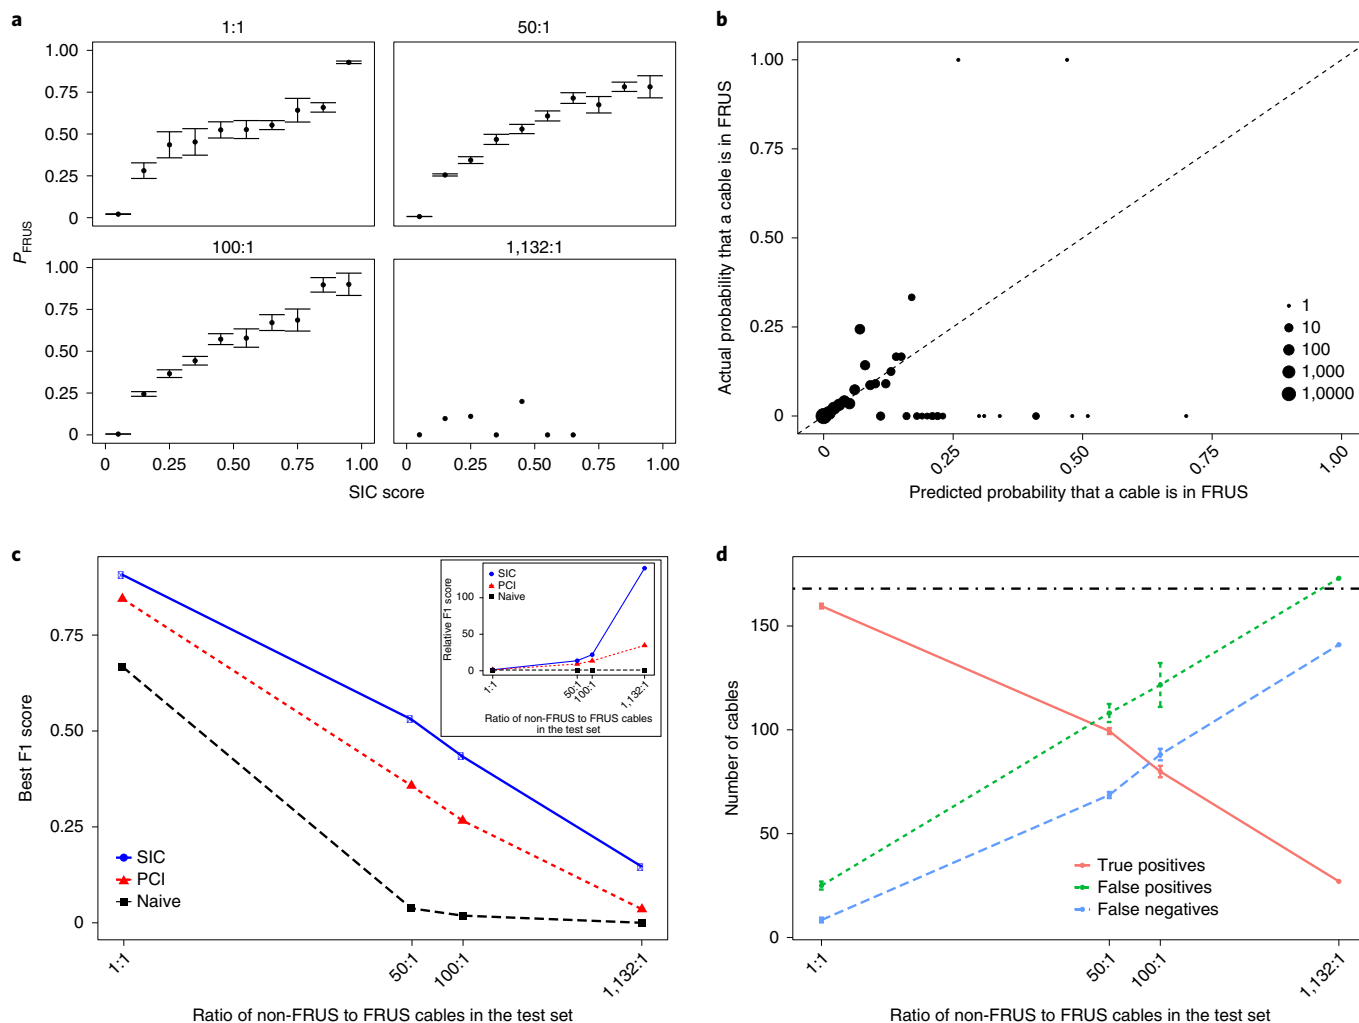 a
1:1
50:1
1.00
0.75
0.50
0.25
0
100:1
1,132:1
1.00
0.75
0.50
0.25
0
P_FRUS
0 0.25 0.50 0.75 1.00
0 0.25 0.50 0.75 1.00
SIC score
b
1.00
0.75
0.50
0.25
0
Actual probability that a cable is in FRUS
1
10
100
1,000
1,0000
0 0.25 0.50 0.75 1.00
Predicted probability that a cable is in FRUS
c
0.75
0.50
0.25
0
Best F1 score
SIC
PCI
Naive
1:1 50:1 100:1 1,132:1
Ratio of non-FRUS to FRUS cables in the test set
SIC
PCI
Naive
100
50
0
Relative F1 score
1:1 50:1 100:1 1,132:1
Ratio of non-FRUS to FRUS cables
in the test set
d
150
100
50
0
Number of cables
True positives
False positives
False negatives
1:1 50:1 100:1 1,132:1
Ratio of non-FRUS to FRUS cables in the test set